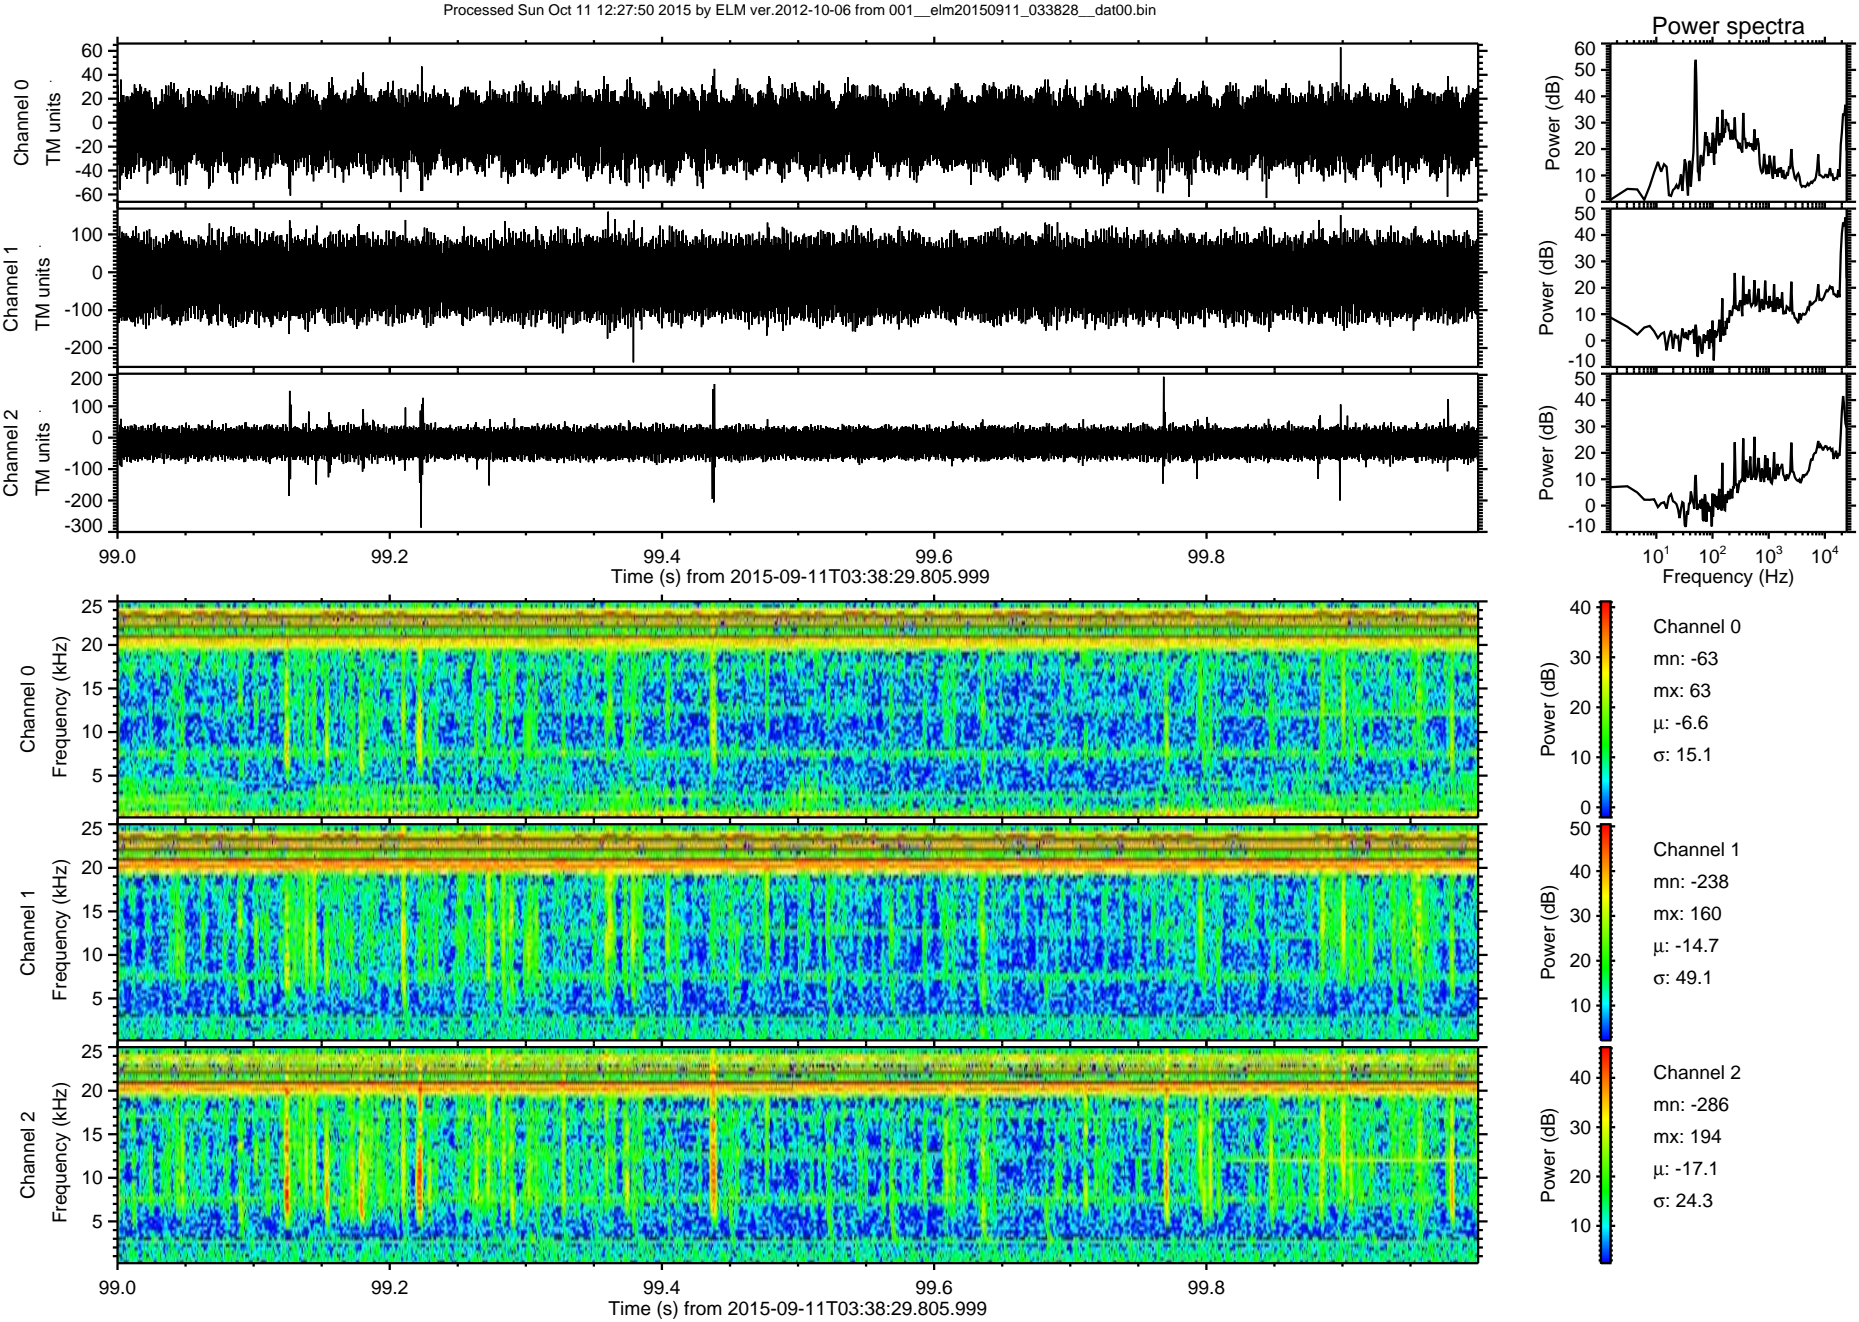 Processed Sun Oct 11 12:27:50 2015 by ELM ver.2012-10-06 from 001__elm20150911_033828__dat00.bin
Power spectra
Channel 0
TM units
60
40
20
0
-20
-40
-60
Power (dB)
60
50
40
30
20
10
0
Channel 1
TM units
100
0
-100
-200
Power (dB)
50
40
30
20
10
0
-10
Channel 2
TM units
200
100
0
-100
-200
-300
Power (dB)
50
40
30
20
10
0
-10
99.0 99.2 99.4 99.6 99.8
Time (s) from 2015-09-11T03:38:29.805.999
10^1 10^2 10^3 10^4
Frequency (Hz)
Channel 0
Frequency (kHz)
25
20
15
10
5
Power (dB)
40
30
20
10
0
Channel 0
mn: -63
mx: 63
μ: -6.6
σ: 15.1
Channel 1
Frequency (kHz)
25
20
15
10
5
Power (dB)
50
40
30
20
10
Channel 1
mn: -238
mx: 160
μ: -14.7
σ: 49.1
Channel 2
Frequency (kHz)
25
20
15
10
5
Power (dB)
40
30
20
10
Channel 2
mn: -286
mx: 194
μ: -17.1
σ: 24.3
99.0 99.2 99.4 99.6 99.8
Time (s) from 2015-09-11T03:38:29.805.999